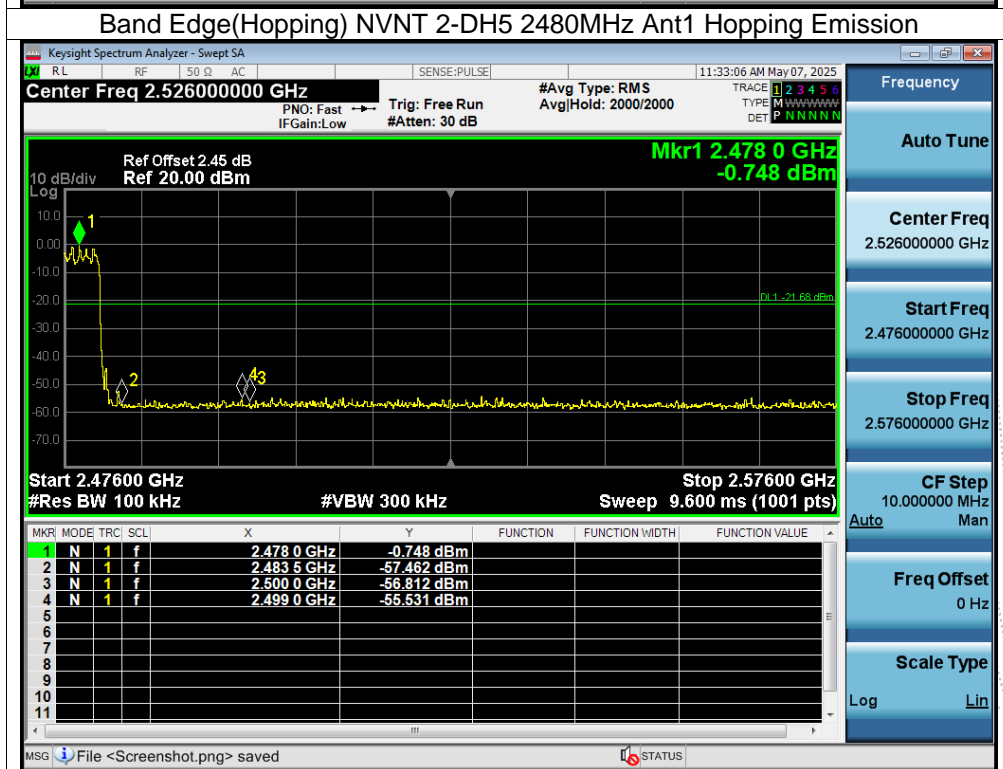 Band Edge(Hopping) NVNT 2-DH5 2480MHz Ant1 Hopping Emission
Keysight Spectrum Analyzer - Swept SA
LXI RL RF 50 Ω AC SENSE:PULSE 11:33:06 AM May 07, 2025
Center Freq 2.526000000 GHz #Avg Type: RMS TRACE 1 2 3 4 5 6
PNO: Fast Trig: Free Run Avg|Hold: 2000/2000 TYPE M WWWWW
IFGain:Low #Atten: 30 dB DET P N N N N N
Mkr1 2.478 0 GHz
Ref Offset 2.45 dB
10 dB/div Ref 20.00 dBm -0.748 dBm
Log
10.0
1
0.00
-10.0
-20.0
DL1 -21.68 dBm
-30.0
-40.0
2 4 3
-50.0
-60.0
-70.0
Start 2.47600 GHz Stop 2.57600 GHz
#Res BW 100 kHz #VBW 300 kHz Sweep 9.600 ms (1001 pts)
MKR MODE TRC SCL X Y FUNCTION FUNCTION WIDTH FUNCTION VALUE
1 N 1 f 2.478 0 GHz -0.748 dBm
2 N 1 f 2.483 5 GHz -57.462 dBm
3 N 1 f 2.500 0 GHz -56.812 dBm
4 N 1 f 2.499 0 GHz -55.531 dBm
5
6
7
8
9
10
11
MSG File <Screenshot.png> saved STATUS
Frequency
Auto Tune
Center Freq
2.526000000 GHz
Start Freq
2.476000000 GHz
Stop Freq
2.576000000 GHz
CF Step
10.000000 MHz
Auto Man
Freq Offset
0 Hz
Scale Type
Log Lin